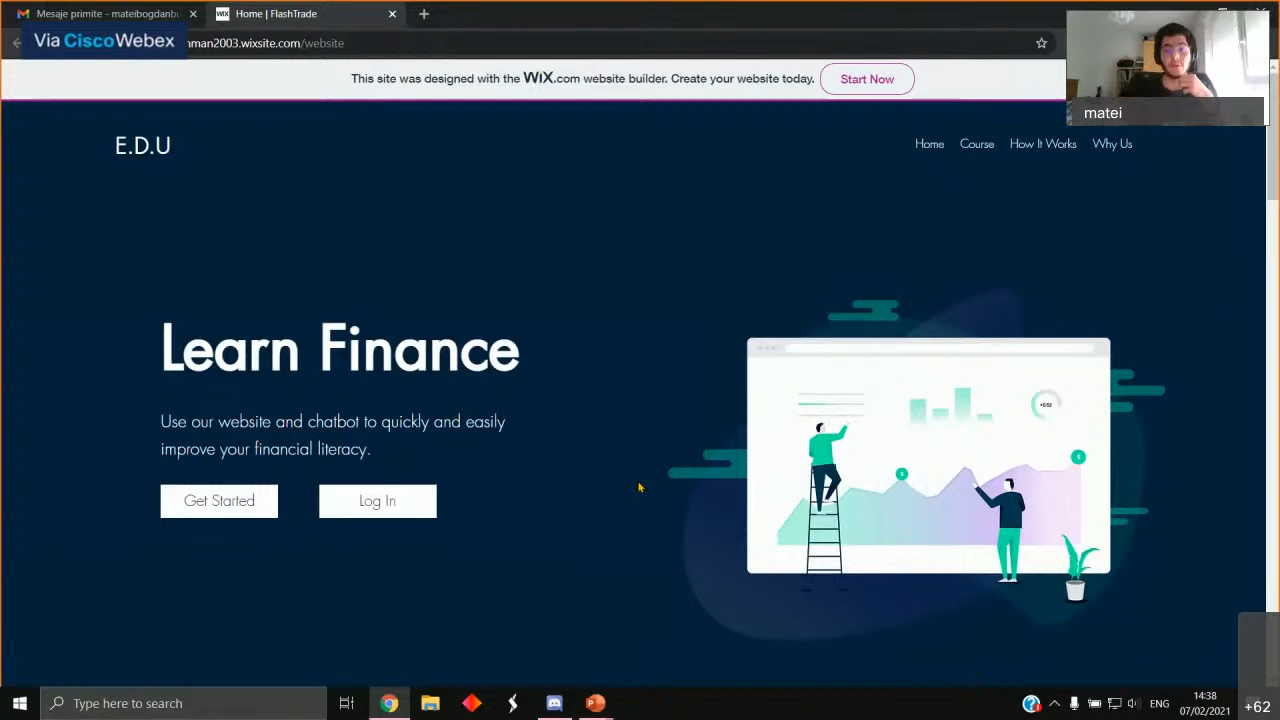 Mesaje primite - mateibogdanbu
Home | FlashTrade
Via CiscoWebex
nman2003.wixsite.com/website
This site was designed with the WiX.com website builder. Create your website today.
Start Now
matei
E.D.U
Home
Course
How It Works
Why Us
Learn Finance
Use our website and chatbot to quickly and easily
improve your financial literacy.
Get Started
Log In
Type here to search
ENG
14:38
07/02/2021
+62